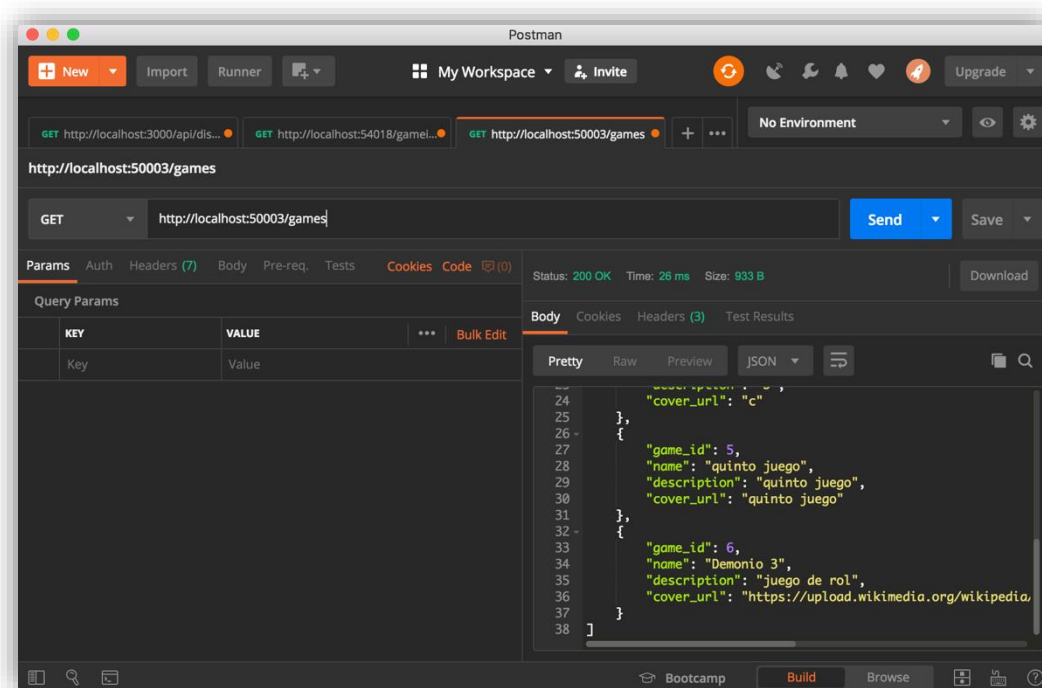 Postman
New Import Runner My Workspace Invite Upgrade
GET http://localhost:3000/api/dis... GET http://localhost:54018/gamel... GET http://localhost:50003/games + ••• No Environment
http://localhost:50003/games
GET http://localhost:50003/games Send Save
Params Auth Headers (7) Body Pre-req. Tests Cookies Code (0) Status: 200 OK Time: 26 ms Size: 933 B Download
Query Params
Body Cookies Headers (3) Test Results
KEY VALUE ••• Bulk Edit
Key Value
Pretty Raw Preview JSON
24 "cover_url": "c"
25 },
26 {
27 "game_id": 5,
28 "name": "quinto juego",
29 "description": "quinto juego",
30 "cover_url": "quinto juego"
31 },
32 {
33 "game_id": 6,
34 "name": "Demonio 3",
35 "description": "juego de rol",
36 "cover_url": "https://upload.wikimedia.org/wikipedia/
37 }
38 ]
Bootcamp Build Browse